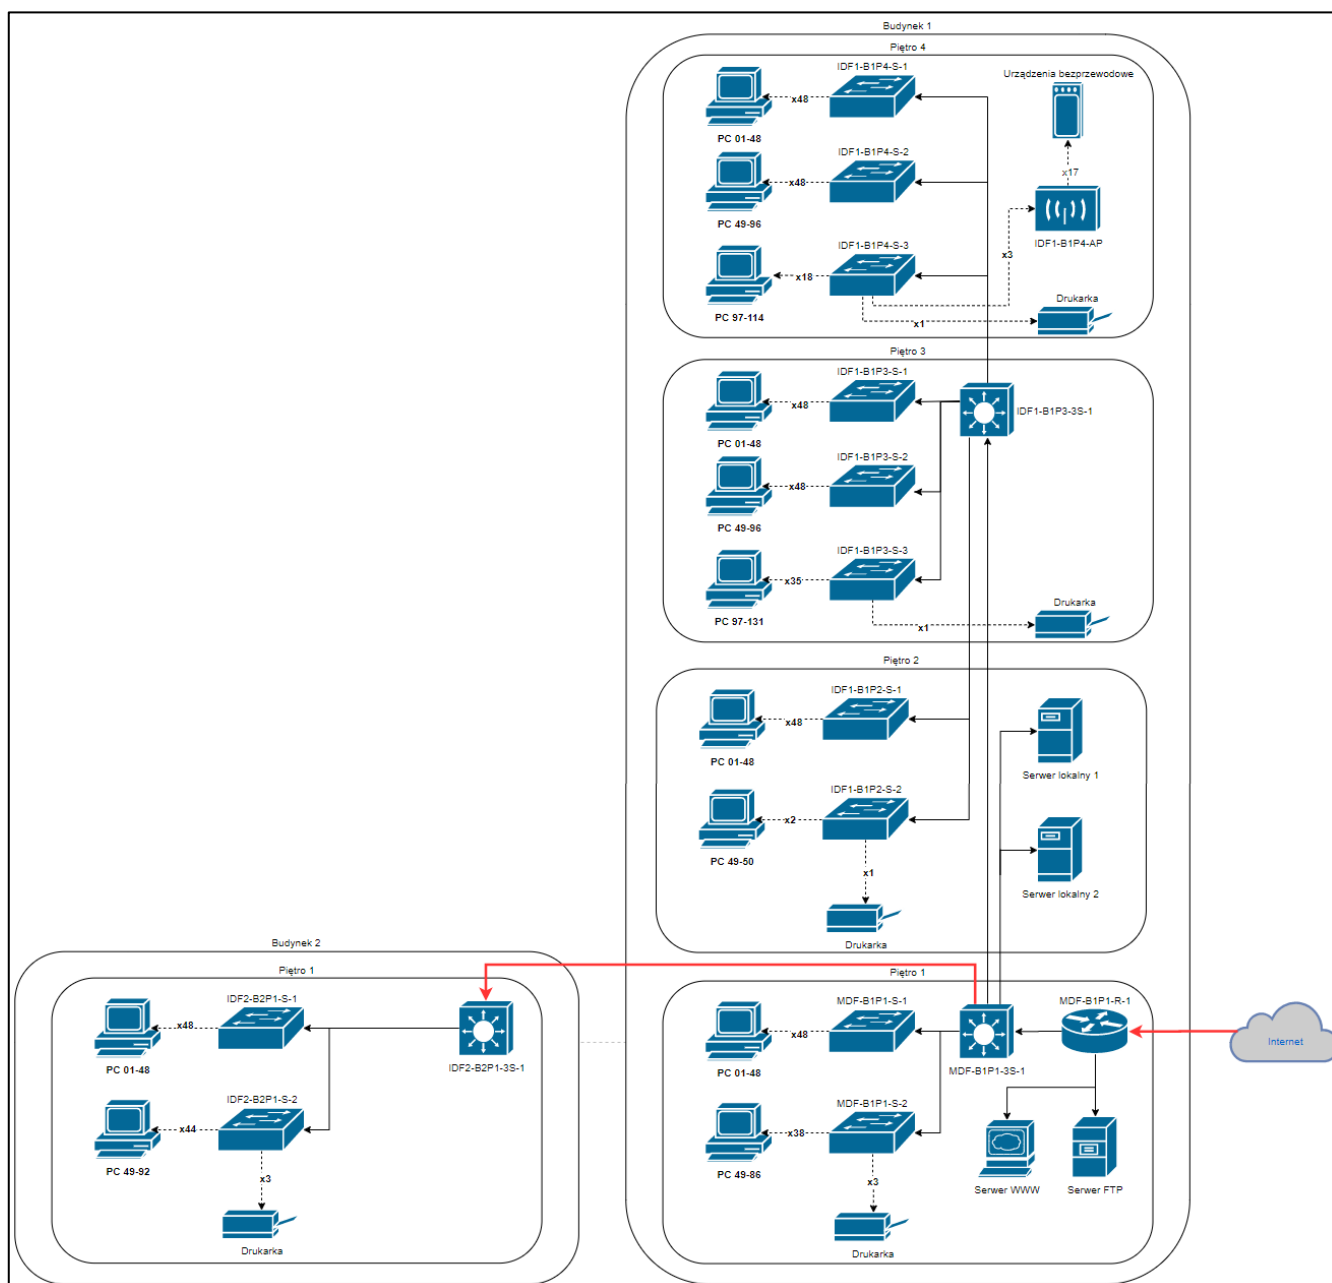 Budynek 1
Piętro 4
IDF1-B1P4-S-1
Urządzenia bezprzewodowe
x48
PC 01-48
IDF1-B1P4-S-2
x17
x48
PC 49-96
IDF1-B1P4-AP
IDF1-B1P4-S-3
x3
x18
Drukarka
PC 97-114
x1
Piętro 3
IDF1-B1P3-S-1
x48
IDF1-B1P3-3S-1
PC 01-48
IDF1-B1P3-S-2
x48
PC 49-96
IDF1-B1P3-S-3
x35
Drukarka
PC 97-131
x1
Piętro 2
IDF1-B1P2-S-1
x48
PC 01-48
Serwer lokalny 1
IDF1-B1P2-S-2
x2
PC 49-50
x1
Serwer lokalny 2
Drukarka
Budynek 2
Piętro 1
IDF2-B2P1-S-1
x48
IDF2-B2P1-3S-1
PC 01-48
IDF2-B2P1-S-2
x44
PC 49-92
x3
Drukarka
Piętro 1
MDF-B1P1-S-1
MDF-B1P1-R-1
x48
Internet
PC 01-48
MDF-B1P1-3S-1
MDF-B1P1-S-2
x38
PC 49-86
x3
Serwer WWW
Serwer FTP
Drukarka